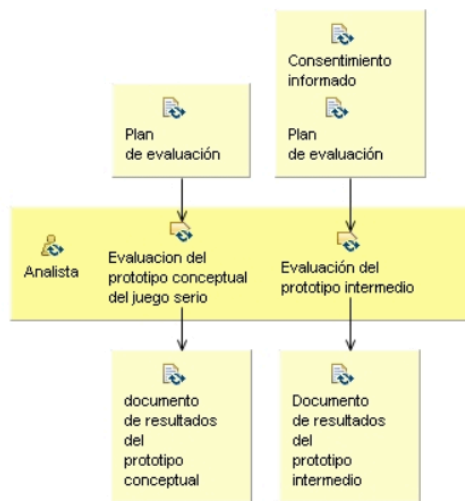 Consentimiento
informado
Plan
de evaluación
Plan
de evaluación
Analista
Evaluacion del
prototipo conceptual
del juego serio
Evaluación del
prototipo intermedio
documento
de resultados
del
prototipo
conceptual
Documento
de resultados
del
prototipo
intermedio